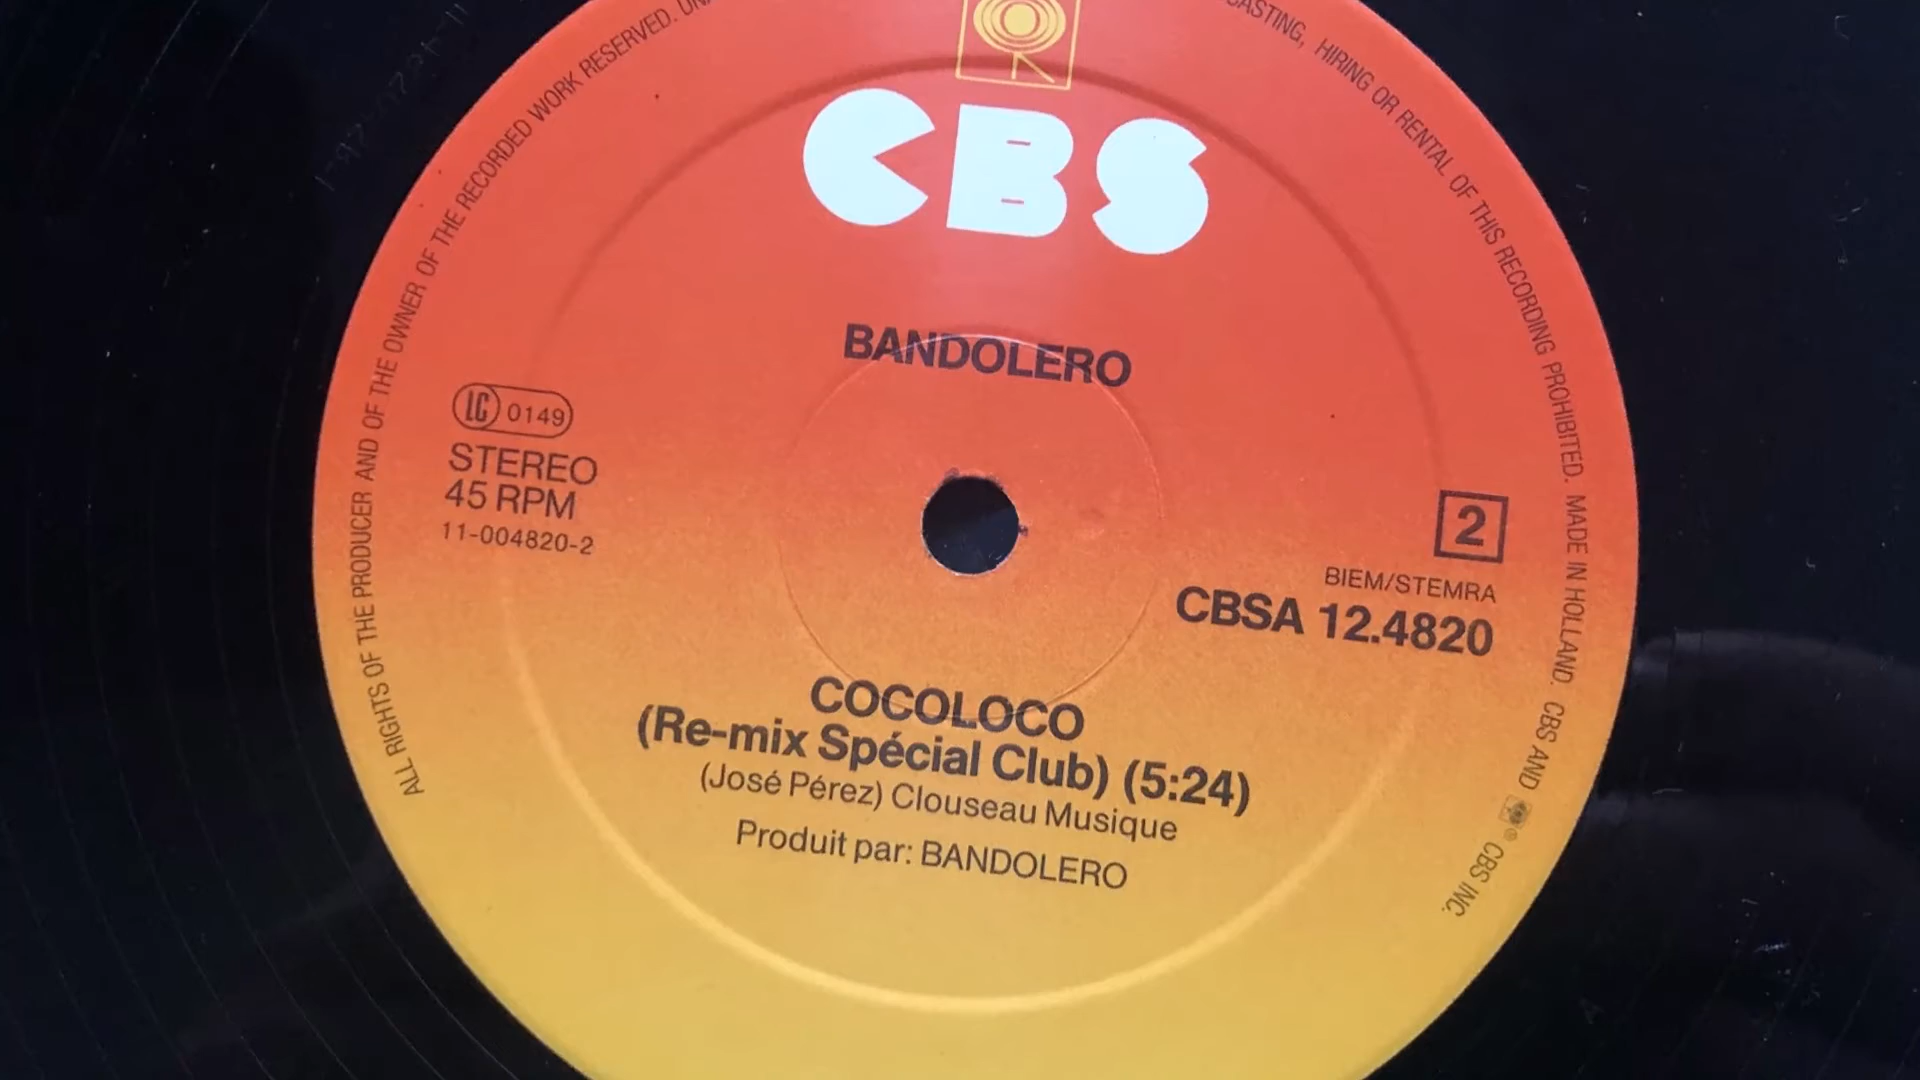 CBS
BANDOLERO
LC 0149
STEREO
45 RPM
11-004820-2
2
BIEM/STEMRA
CBSA 12.4820
COCOLOCO
(Re-mix Spécial Club) (5:24)
(José Pérez) Clouseau Musique
Produit par: BANDOLERO
ALL RIGHTS OF THE PRODUCER AND OF THE OWNER OF THE RECORDED WORK RESERVED.
HIRING OR RENTAL OF THIS RECORDING PROHIBITED. MADE IN HOLLAND. CBS AND ® CBS INC.